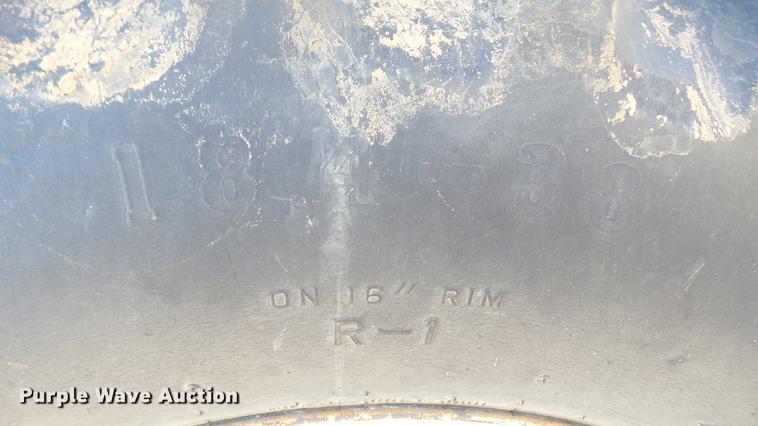 18.4-38
ON 16" RIM
R-1
Purple Wave Auction®